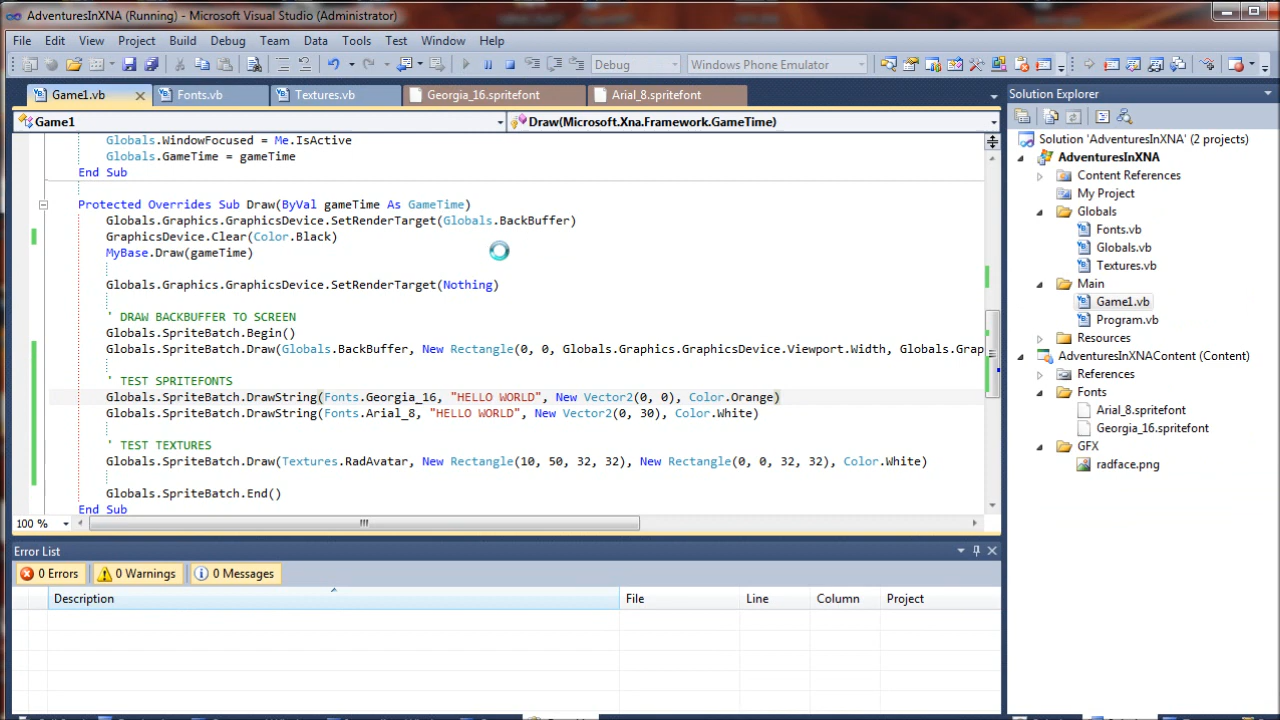 AdventuresInXNA (Running) - Microsoft Visual Studio (Administrator)
File Edit View Project Build Debug Team Data Tools Test Window Help
Debug Windows Phone Emulator
Game1.vb Fonts.vb Textures.vb Georgia_16.spritefont Arial_8.spritefont
Game1 Draw(Microsoft.Xna.Framework.GameTime)
Globals.WindowFocused = Me.IsActive
Globals.GameTime = gameTime
End Sub
Protected Overrides Sub Draw(ByVal gameTime As GameTime)
Globals.Graphics.GraphicsDevice.SetRenderTarget(Globals.BackBuffer)
GraphicsDevice.Clear(Color.Black)
MyBase.Draw(gameTime)
Globals.Graphics.GraphicsDevice.SetRenderTarget(Nothing)
' DRAW BACKBUFFER TO SCREEN
Globals.SpriteBatch.Begin()
Globals.SpriteBatch.Draw(Globals.BackBuffer, New Rectangle(0, 0, Globals.Graphics.GraphicsDevice.Viewport.Width, Globals.Grap
' TEST SPRITEFONTS
Globals.SpriteBatch.DrawString(Fonts.Georgia_16, "HELLO WORLD", New Vector2(0, 0), Color.Orange)
Globals.SpriteBatch.DrawString(Fonts.Arial_8, "HELLO WORLD", New Vector2(0, 30), Color.White)
' TEST TEXTURES
Globals.SpriteBatch.Draw(Textures.RadAvatar, New Rectangle(10, 50, 32, 32), New Rectangle(0, 0, 32, 32), Color.White)
Globals.SpriteBatch.End()
End Sub
100 %
Error List
0 Errors 0 Warnings 0 Messages
Description File Line Column Project
Solution Explorer
Solution 'AdventuresInXNA' (2 projects)
AdventuresInXNA
Content References
My Project
Globals
Fonts.vb
Globals.vb
Textures.vb
Main
Game1.vb
Program.vb
Resources
AdventuresInXNAContent (Content)
References
Fonts
Arial_8.spritefont
Georgia_16.spritefont
GFX
radface.png